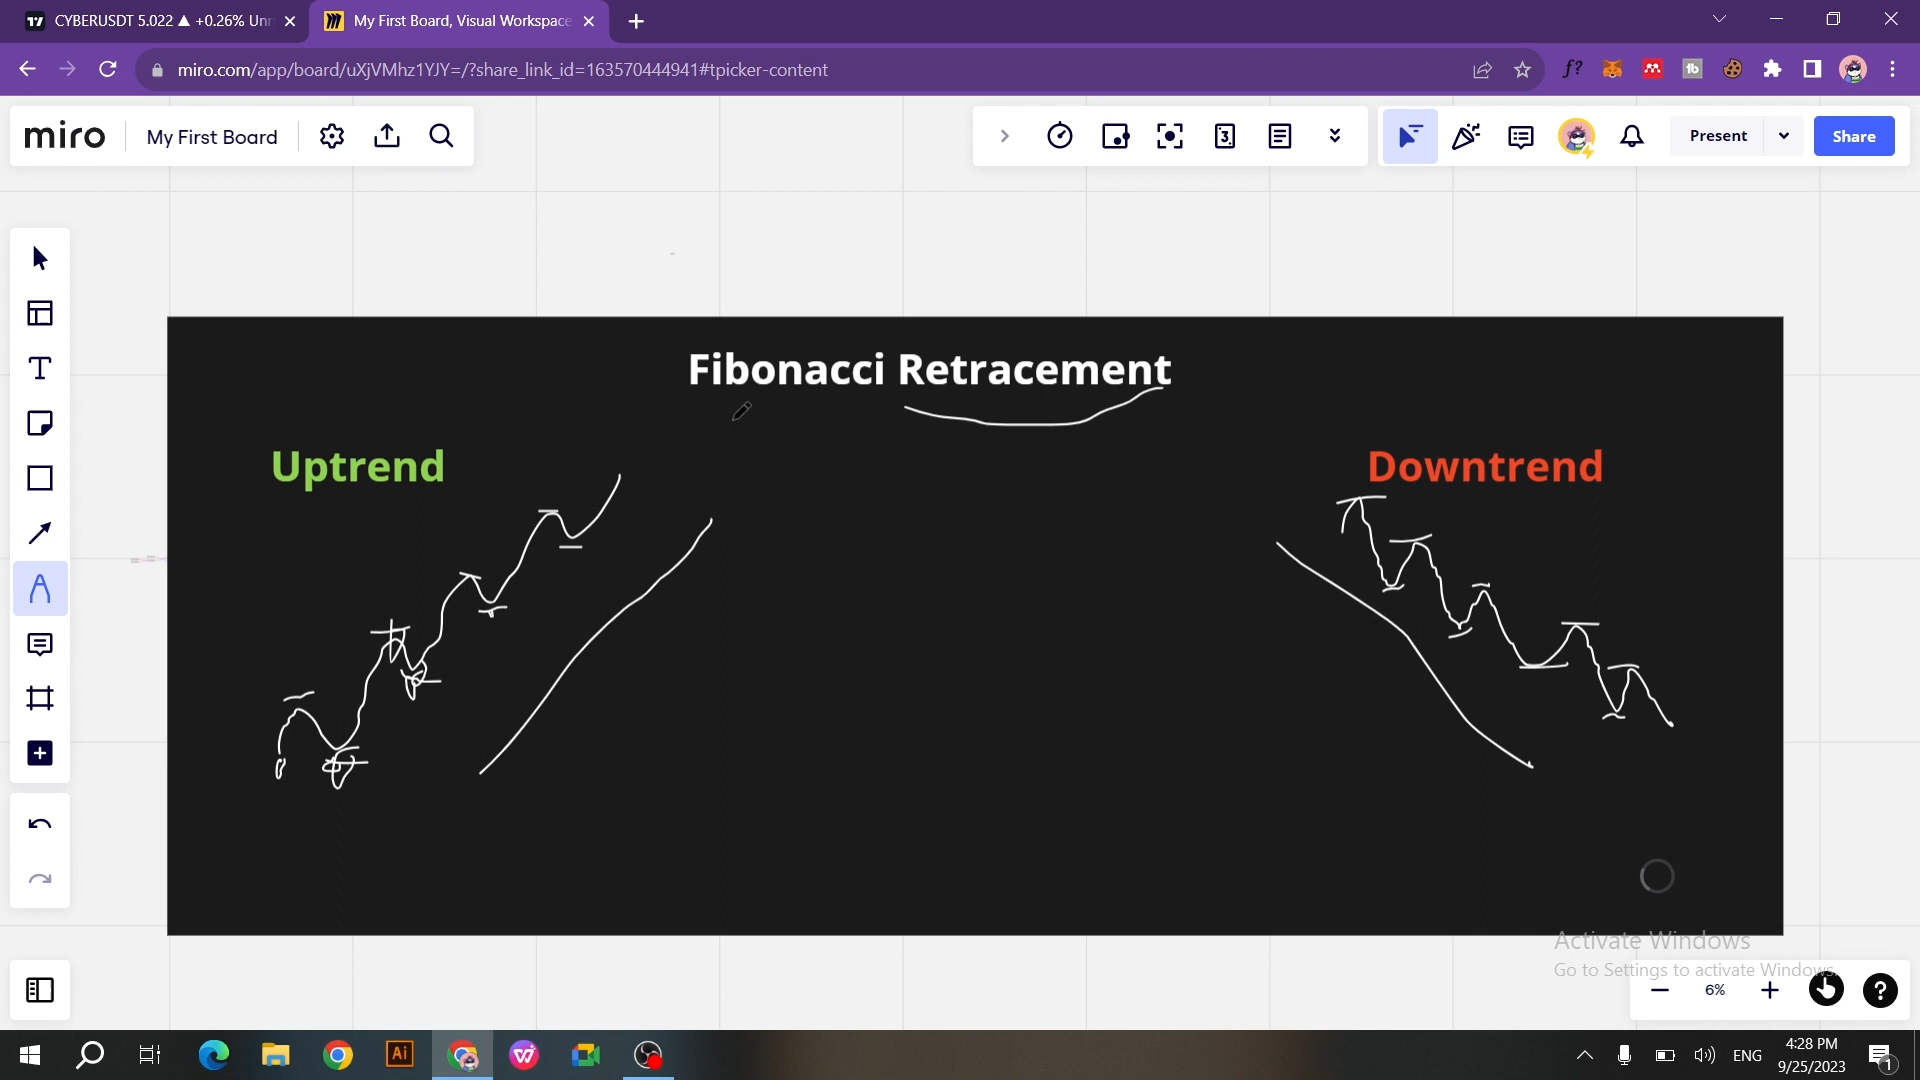 CYBERUSDT 5.022 ▲ +0.26% Unn
My First Board, Visual Workspace
miro.com/app/board/uXjVMhz1YJY=/?share_link_id=163570444941#tpicker-content
miro
My First Board
Present
Share
Fibonacci Retracement
Uptrend
Downtrend
Activate Windows
Go to Settings to activate Windows.
6%
ENG
4:28 PM
9/25/2023
1